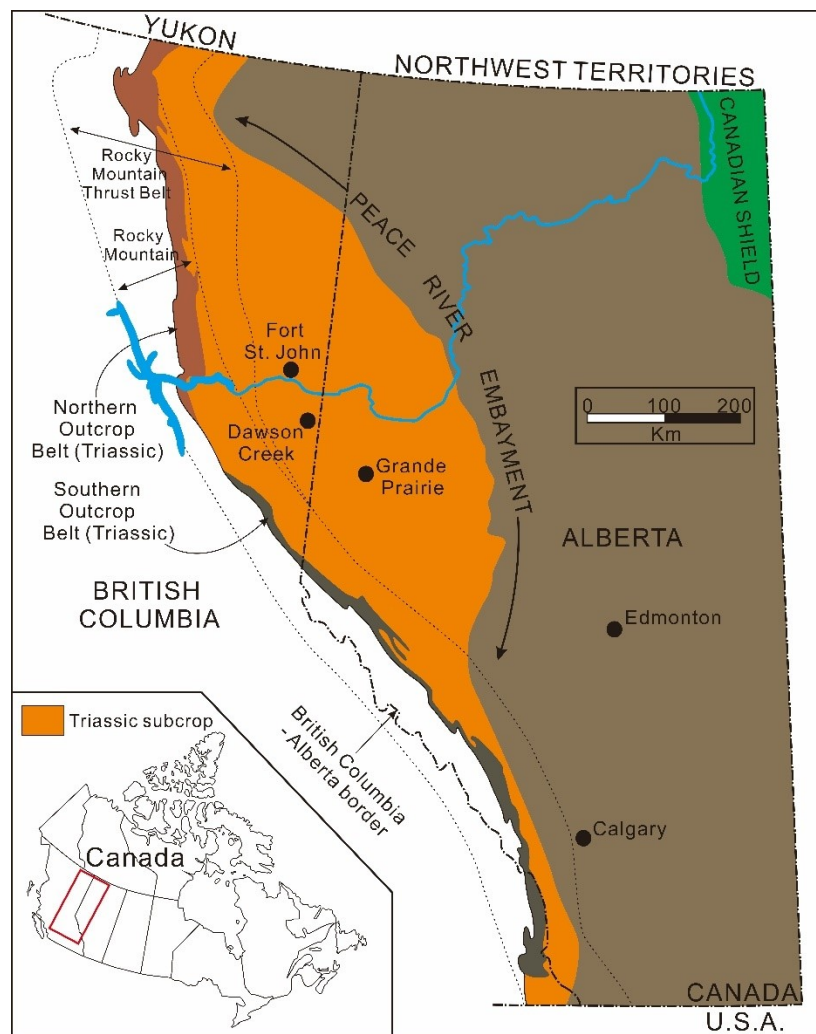 YUKON
NORTHWEST TERRITORIES
CANADIAN SHIELD
Rocky
Mountain
Thrust Belt
Rocky
Mountain
PEACE RIVER EMBAYMENT
Fort
St. John
Dawson
Creek
Grande
Prairie
0 100 200
Km
Northern
Outcrop
Belt (Triassic)
Southern
Outcrop
Belt (Triassic)
ALBERTA
BRITISH
COLUMBIA
Edmonton
British Columbia
-Alberta border
Triassic subcrop
Canada
Calgary
CANADA
U.S.A.